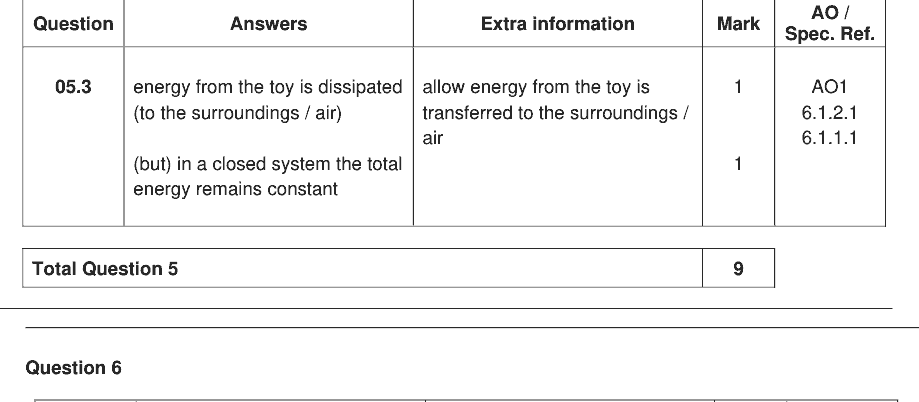 Question Answers Extra information Mark AO /
Spec. Ref.
05.3 energy from the toy is dissipated allow energy from the toy is 1 AO1
(to the surroundings / air) transferred to the surroundings / 6.1.2.1
air 6.1.1.1
(but) in a closed system the total 1
energy remains constant
Total Question 5 9
Question 6